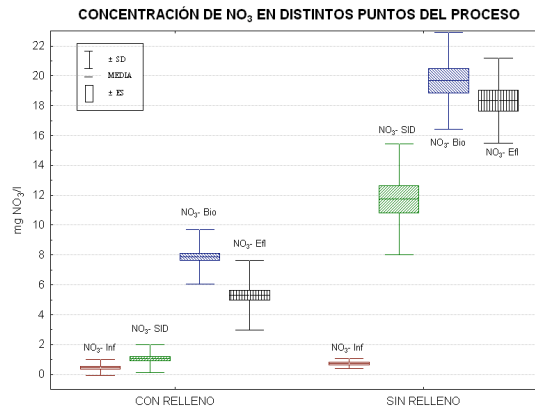 CONCENTRACIÓN DE NO₃ EN DISTINTOS PUNTOS DEL PROCESO
± SD
MEDIA
± ES
mg NO₃/l
22
20
18
16
14
12
10
8
6
4
2
0
NO₃- Inf
NO₃- SID
NO₃- Bio
NO₃- Efl
NO₃- Inf
NO₃- SID
NO₃- Bio
NO₃- Efl
CON RELLENO
SIN RELLENO